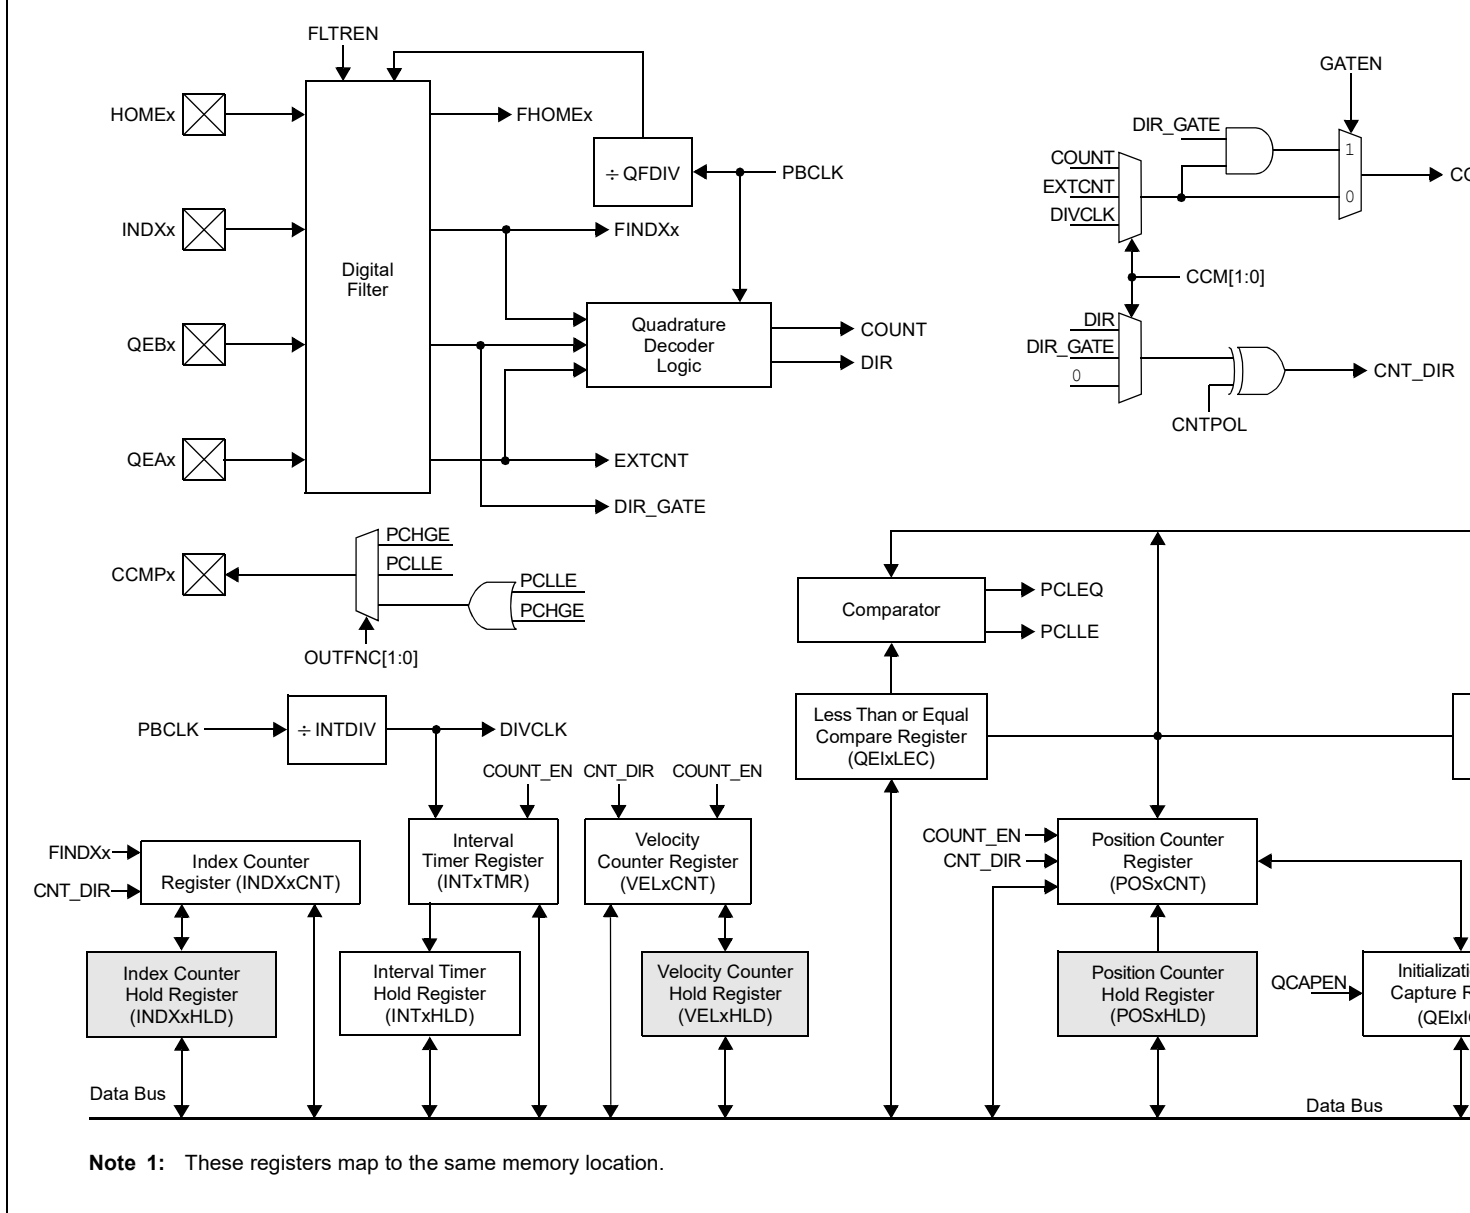 FLTREN
HOMEx
FHOMEx
÷ QFDIV
PBCLK
INDXx
FINDXx
Digital
Filter
QEBx
Quadrature
Decoder
Logic
COUNT
DIR
QEAx
EXTCNT
DIR_GATE
GATEN
DIR_GATE
COUNT
EXTCNT
DIVCLK
1
0
CCM[1:0]
DIR
DIR_GATE
0
CNT_DIR
CNTPOL
CCMPx
PCHGE
PCLLE
PCLLE
PCHGE
OUTFNC[1:0]
Comparator
PCLEQ
PCLLE
PBCLK
÷ INTDIV
DIVCLK
Less Than or Equal
Compare Register
(QEIxLEC)
COUNT_EN
CNT_DIR
COUNT_EN
FINDXx
CNT_DIR
Index Counter
Register (INDXxCNT)
Interval
Timer Register
(INTxTMR)
Velocity
Counter Register
(VELxCNT)
COUNT_EN
CNT_DIR
Position Counter
Register
(POSxCNT)
Index Counter
Hold Register
(INDXxHLD)
Interval Timer
Hold Register
(INTxHLD)
Velocity Counter
Hold Register
(VELxHLD)
Position Counter
Hold Register
(POSxHLD)
QCAPEN
Capture
Data Bus
Data Bus
Note 1: These registers map to the same memory location.